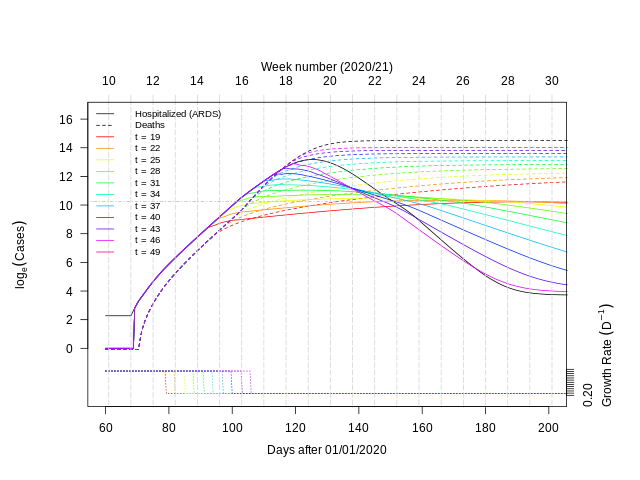 Week number (2020/21)
10 12 14 16 18 20 22 24 26 28 30
Hospitalized (ARDS)
Deaths
t = 19
t = 22
t = 25
t = 28
t = 31
t = 34
t = 37
t = 40
t = 43
t = 46
t = 49
16
14
12
10
8
6
4
2
0
logₑ(Cases)
0.20
Growth Rate (D⁻¹)
60 80 100 120 140 160 180 200
Days after 01/01/2020